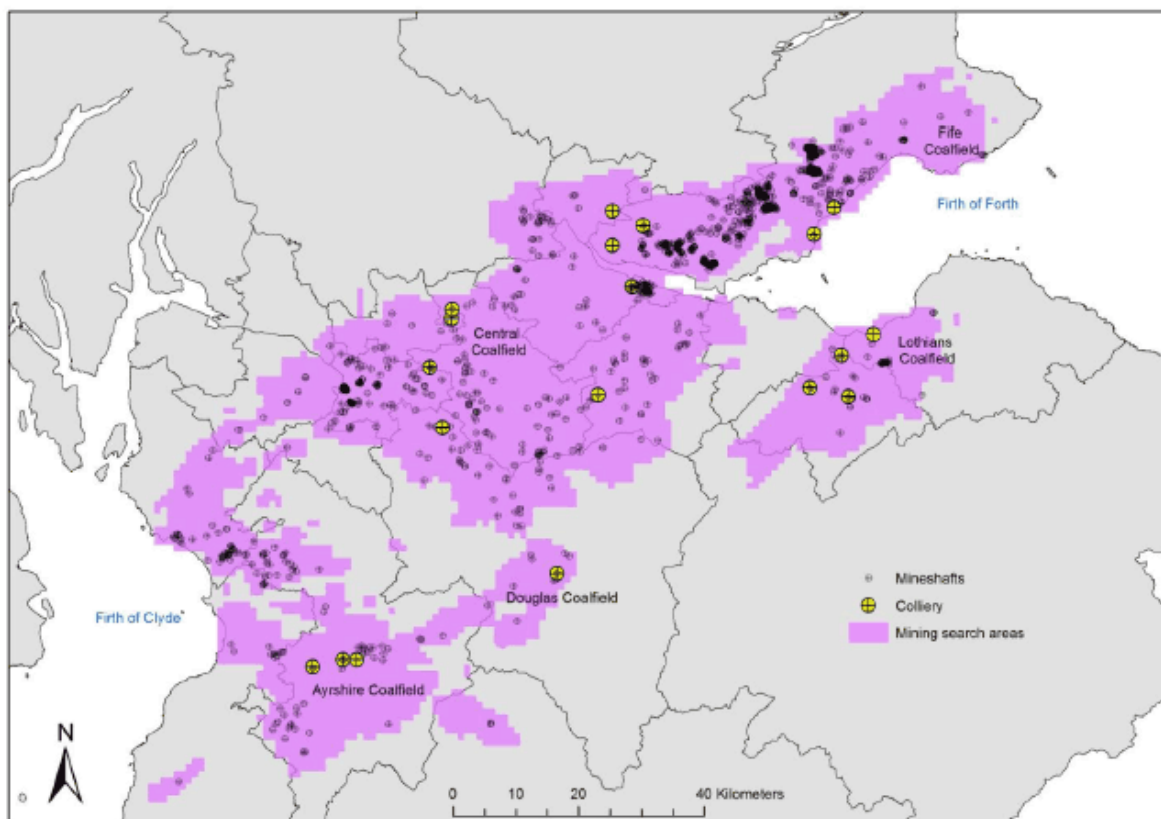 Fife
Coalfield
Firth of Forth
Central
Coalfield
Lothians
Coalfield
Mineshafts
Douglas Coalfield
Colliery
Firth of Clyde
Mining search areas
Ayrshire Coalfield
N
0 10 20 40 Kilometers